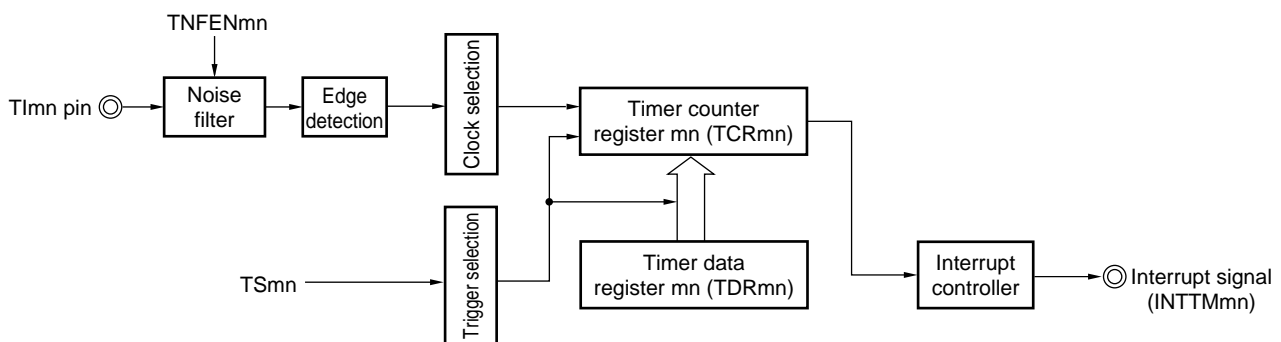 TNFENmn
TImn pin
Noise
filter
Edge
detection
Clock selection
Timer counter
register mn (TCRmn)
TSmn
Trigger selection
Timer data
register mn (TDRmn)
Interrupt
controller
Interrupt signal
(INTTMmn)